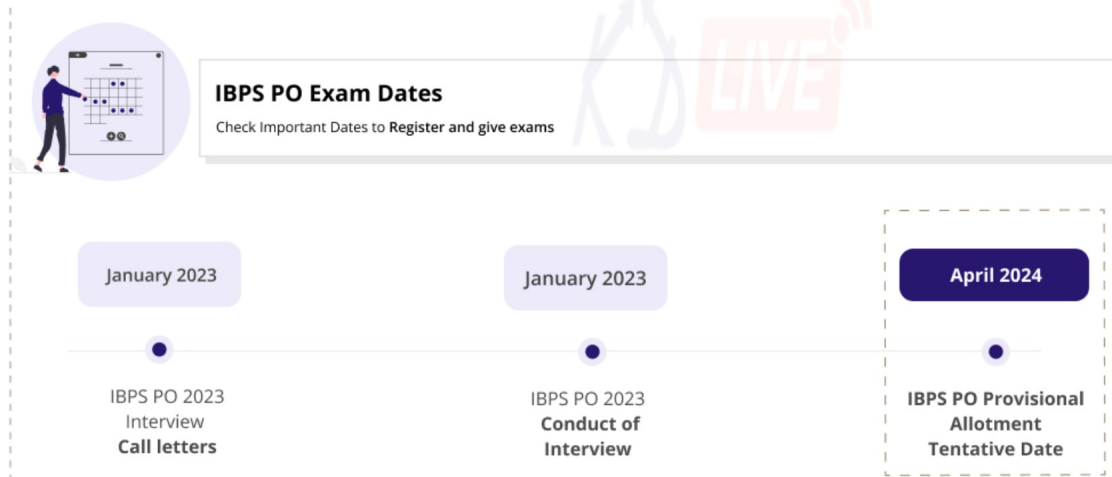 LIVE
IBPS PO Exam Dates
Check Important Dates to Register and give exams
January 2023
January 2023
April 2024
IBPS PO 2023
Interview
Call letters
IBPS PO 2023
Conduct of
Interview
IBPS PO Provisional
Allotment
Tentative Date